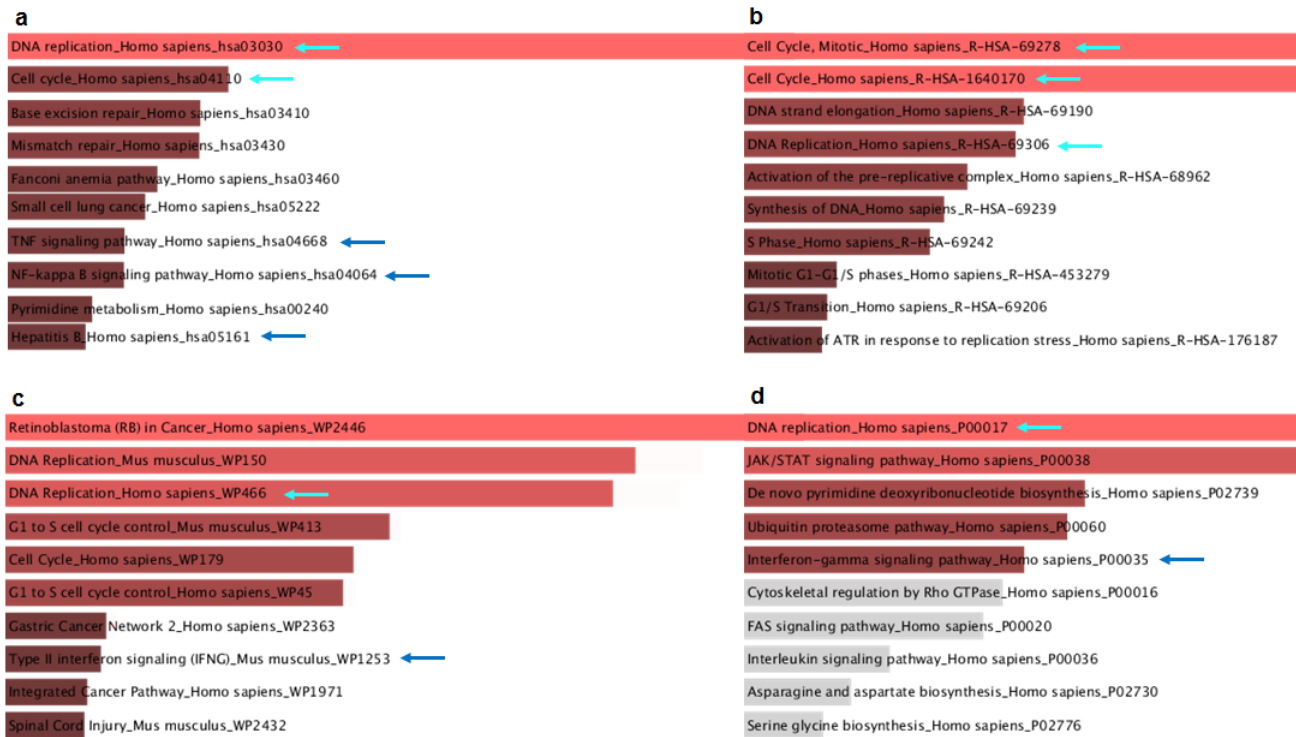 a
DNA replication_Homo sapiens_hsa03030
Cell cycle_Homo sapiens_hsa04110
Base excision repair_Homo sapiens_hsa03410
Mismatch repair_Homo sapiens_hsa03430
Fanconi anemia pathway_Homo sapiens_hsa03460
Small cell lung cancer_Homo sapiens_hsa05222
TNF signaling pathway_Homo sapiens_hsa04668
NF-kappa B signaling pathway_Homo sapiens_hsa04064
Pyrimidine metabolism_Homo sapiens_hsa00240
Hepatitis B_Homo sapiens_hsa05161
b
Cell Cycle, Mitotic_Homo sapiens_R-HSA-69278
Cell Cycle_Homo sapiens_R-HSA-1640170
DNA strand elongation_Homo sapiens_R-HSA-69190
DNA Replication_Homo sapiens_R-HSA-69306
Activation of the pre-replicative complex_Homo sapiens_R-HSA-68962
Synthesis of DNA_Homo sapiens_R-HSA-69239
S Phase_Homo sapiens_R-HSA-69242
Mitotic G1-G1/S phases_Homo sapiens_R-HSA-453279
G1/S Transition_Homo sapiens_R-HSA-69206
Activation of ATR in response to replication stress_Homo sapiens_R-HSA-176187
c
Retinoblastoma (RB) in Cancer_Homo sapiens_WP2446
DNA Replication_Mus musculus_WP150
DNA Replication_Homo sapiens_WP466
G1 to S cell cycle control_Mus musculus_WP413
Cell Cycle_Homo sapiens_WP179
G1 to S cell cycle control_Homo sapiens_WP45
Gastric Cancer Network 2_Homo sapiens_WP2363
Type II interferon signaling (IFNG)_Mus musculus_WP1253
Integrated Cancer Pathway_Homo sapiens_WP1971
Spinal Cord Injury_Mus musculus_WP2432
d
DNA replication_Homo sapiens_P00017
JAK/STAT signaling pathway_Homo sapiens_P00038
De novo pyrimidine deoxyribonucleotide biosynthesis_Homo sapiens_P02739
Ubiquitin proteasome pathway_Homo sapiens_P00060
Interferon-gamma signaling pathway_Homo sapiens_P00035
Cytoskeletal regulation by Rho GTPase_Homo sapiens_P00016
FAS signaling pathway_Homo sapiens_P00020
Interleukin signaling pathway_Homo sapiens_P00036
Asparagine and aspartate biosynthesis_Homo sapiens_P02730
Serine glycine biosynthesis_Homo sapiens_P02776